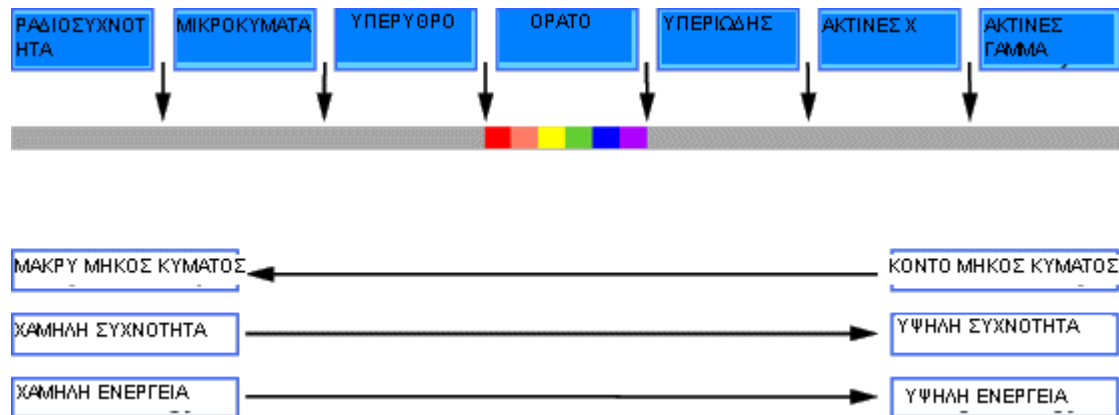 ΡΑΔΙΟΣΥΧΝΟΤ
ΗΤΑ
ΜΙΚΡΟΚΥΜΑΤΑ
ΥΠΕΡΥΘΡΟ
ΟΡΑΤΟ
ΥΠΕΡΙΩΔΗΣ
ΑΚΤΙΝΕΣ Χ
ΑΚΤΙΝΕΣ
ΓΑΜΜΑ
ΜΑΚΡΥ ΜΗΚΟΣ ΚΥΜΑΤΟΣ
ΚΟΝΤΟ ΜΗΚΟΣ ΚΥΜΑΤΟΣ
ΧΑΜΗΛΗ ΣΥΧΝΟΤΗΤΑ
ΥΨΗΛΗ ΣΥΧΝΟΤΗΤΑ
ΧΑΜΗΛΗ ΕΝΕΡΓΕΙΑ
ΥΨΗΛΗ ΕΝΕΡΓΕΙΑ